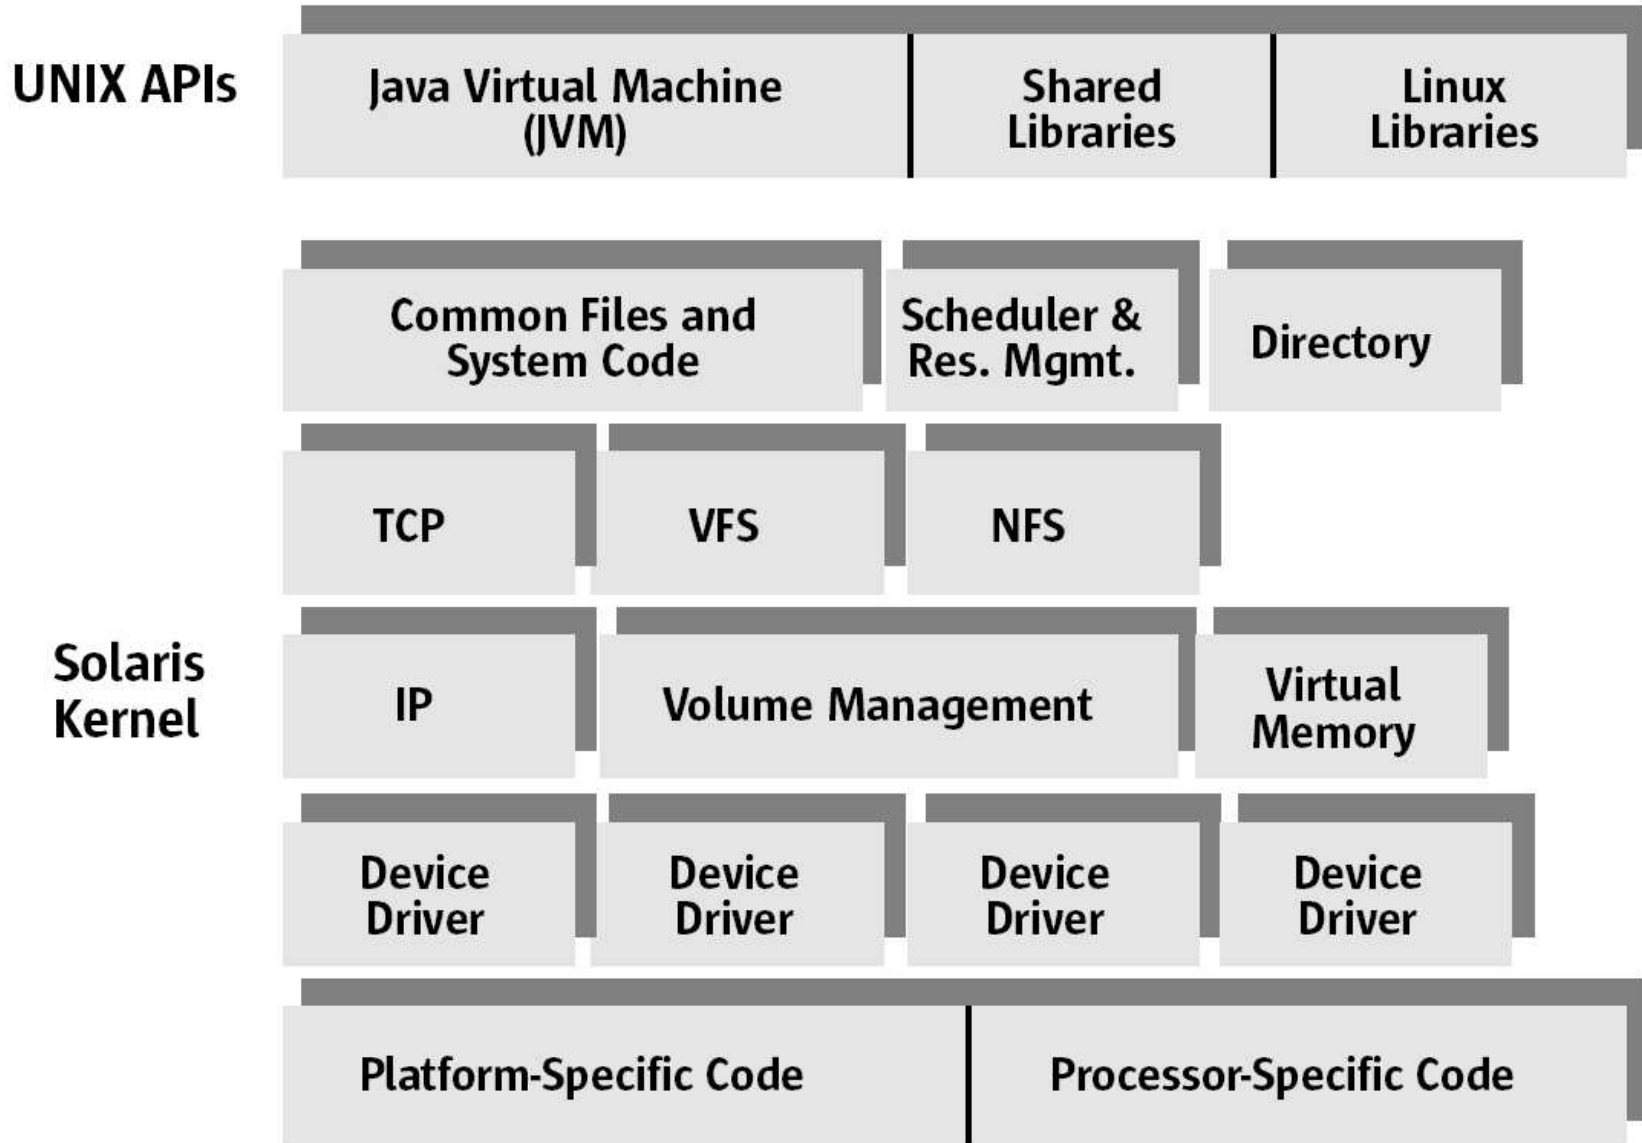 UNIX APIs
Java Virtual Machine
(JVM)
Shared
Libraries
Linux
Libraries
Common Files and
System Code
Scheduler &
Res. Mgmt.
Directory
TCP
VFS
NFS
Solaris
Kernel
IP
Volume Management
Virtual
Memory
Device
Driver
Device
Driver
Device
Driver
Device
Driver
Platform-Specific Code
Processor-Specific Code